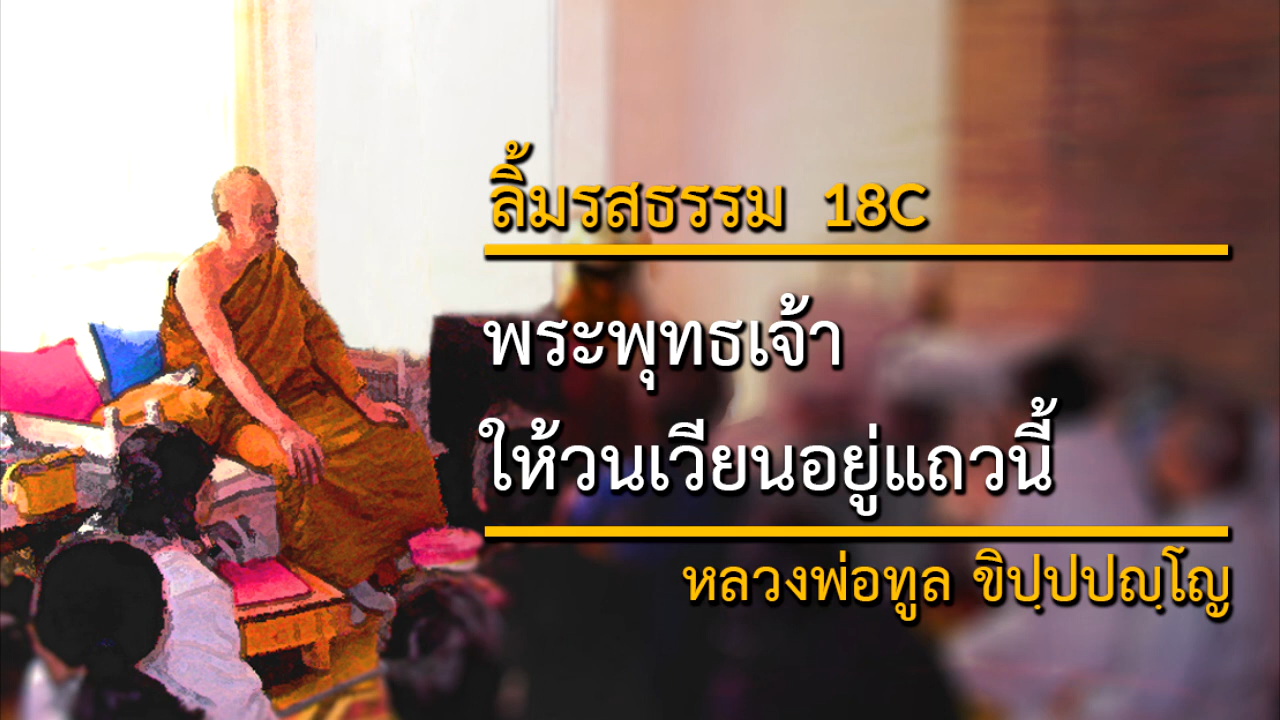 ลิ้มรสธรรม 18C
พระพุทธเจ้า
ให้วนเวียนอยู่แถวนี้
หลวงพ่อทูล ขิปฺปปญฺโญ